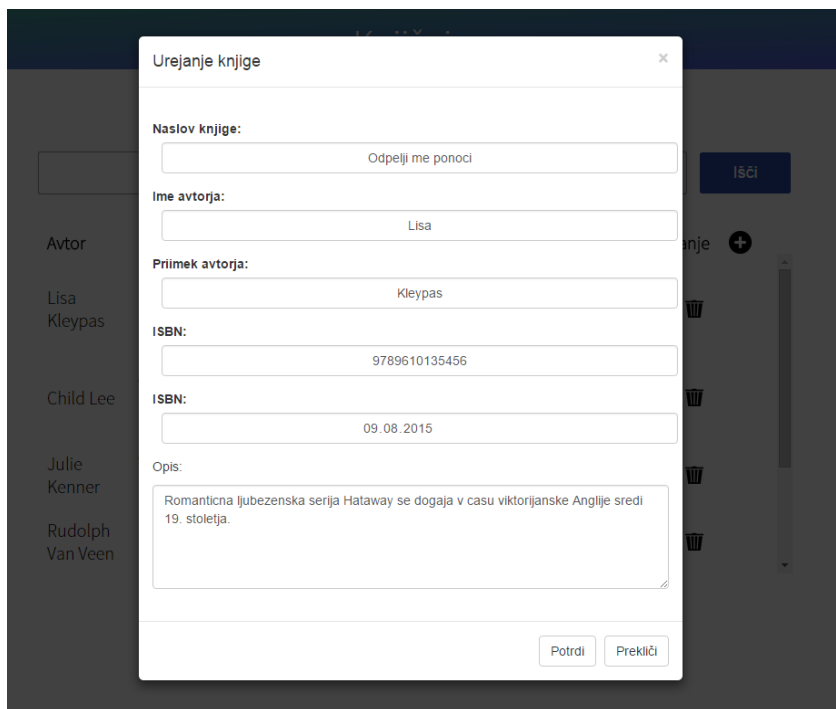 Urejanje knjige ×
Naslov knjige:
Odpelji me ponoci
Ime avtorja:
Lisa
Priimek avtorja:
Kleypas
ISBN:
9789610135456
ISBN:
09.08.2015
Opis:
Romanticna ljubezenska serija Hataway se dogaja v casu viktorijanske Anglije sredi
19. stoletja.
Potrdi Prekliči
Išči
Avtor
Lisa
Kleypas
Child Lee
Julie
Kenner
Rudolph
Van Veen